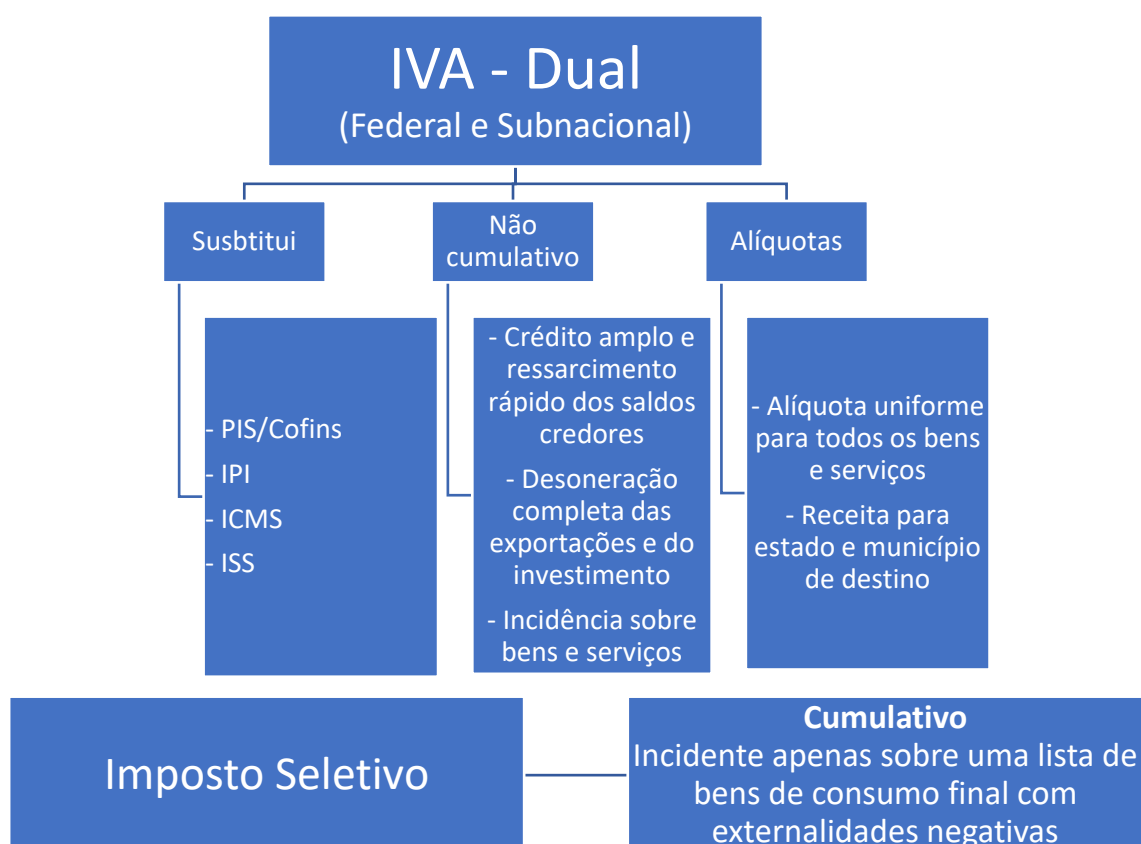 IVA - Dual
(Federal e Subnacional)
Susbtitui
Não
cumulativo
Alíquotas
- PIS/Cofins
- IPI
- ICMS
- ISS
- Crédito amplo e
ressarcimento
rápido dos saldos
credores
- Desoneração
completa das
exportações e do
investimento
- Incidência sobre
bens e serviços
- Alíquota uniforme
para todos os bens
e serviços
- Receita para
estado e município
de destino
Imposto Seletivo
Cumulativo
Incidente apenas sobre uma lista de
bens de consumo final com
externalidades negativas